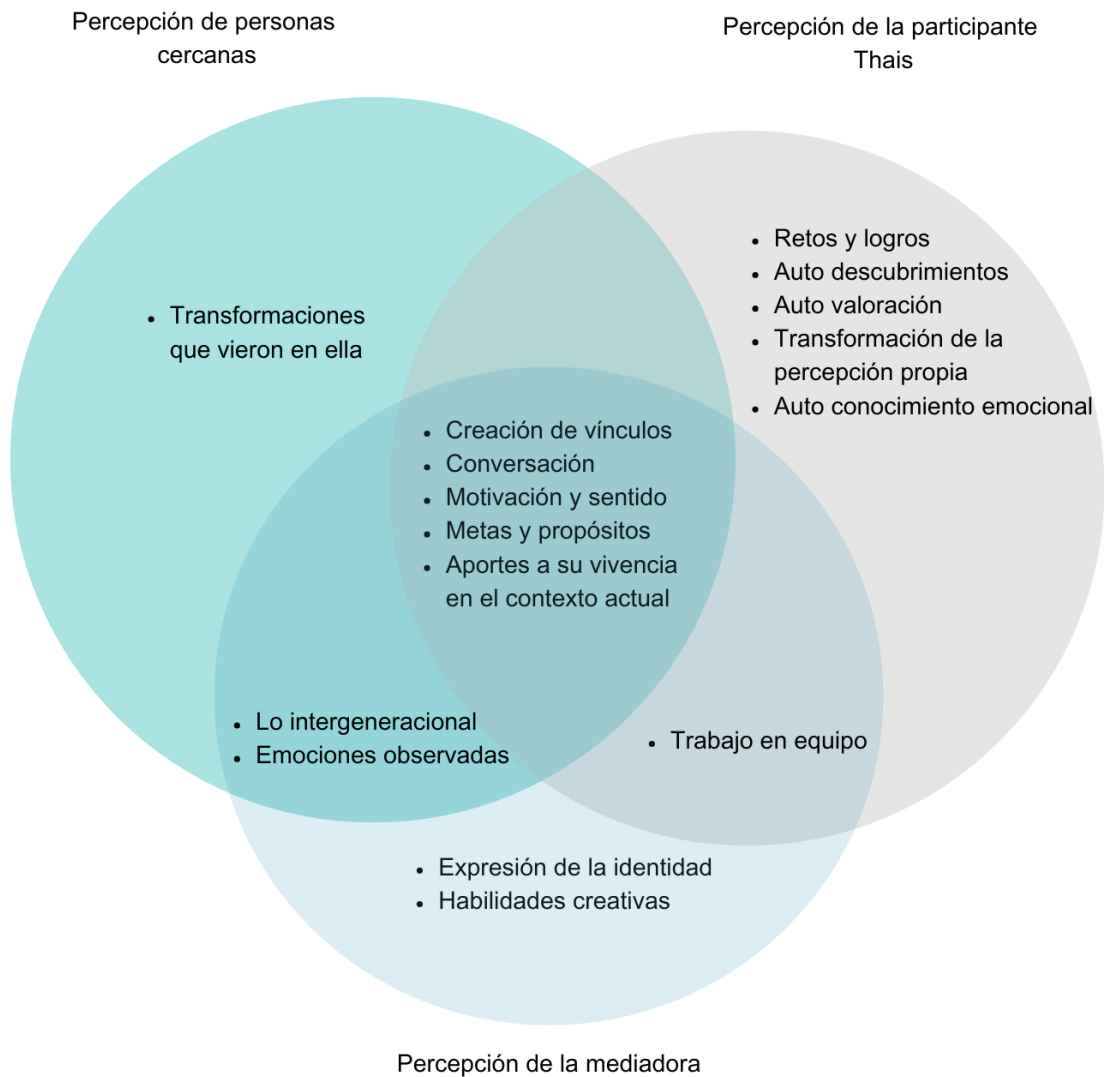 Percepción de personas
cercanas
Percepción de la participante
Thais
• Retos y logros
• Auto descubrimientos
• Auto valoración
• Transformación de la
percepción propia
• Auto conocimiento emocional
• Transformaciones
que vieron en ella
• Creación de vínculos
• Conversación
• Motivación y sentido
• Metas y propósitos
• Aportes a su vivencia
en el contexto actual
• Lo intergeneracional
• Emociones observadas
• Trabajo en equipo
• Expresión de la identidad
• Habilidades creativas
Percepción de la mediadora